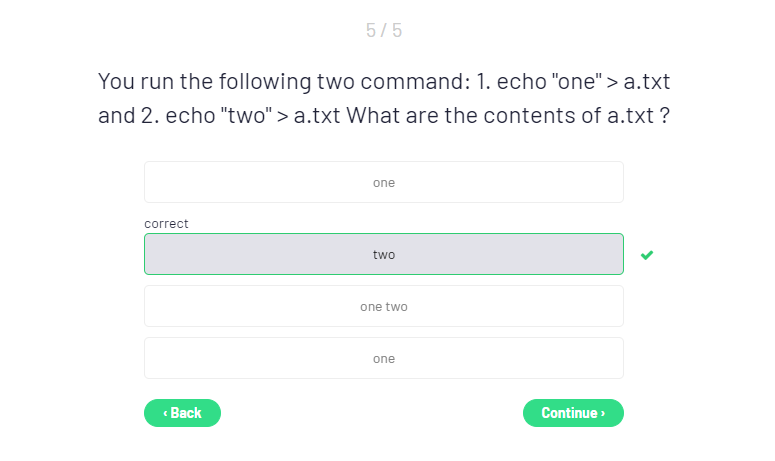 5 / 5
You run the following two command: 1. echo "one" > a.txt
and 2. echo "two" > a.txt What are the contents of a.txt ?
one
correct
two
one two
one
‹ Back
Continue ›